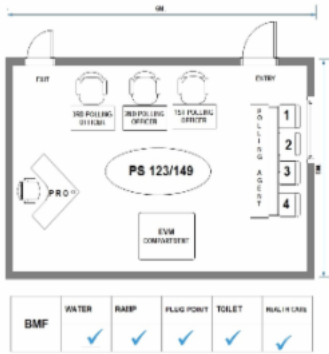 EXIT
ENTRY
3RD POLLING
OFFICER
2ND POLLING
OFFICER
1ST POLLING
OFFICER
POLLING AGENT
1
2
3
4
PS 123/149
PRO
EVM
COMPARTMENT
BMF
WATER
RAMP
PLUG POINT
TOILET
HEALTH CARE